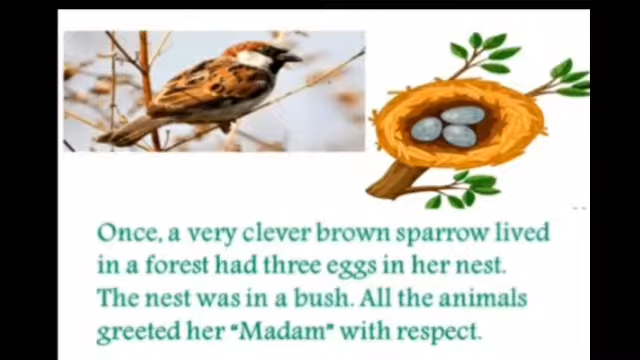 Once, a very clever brown sparrow lived
in a forest had three eggs in her nest.
The nest was in a bush. All the animals
greeted her “Madam” with respect.